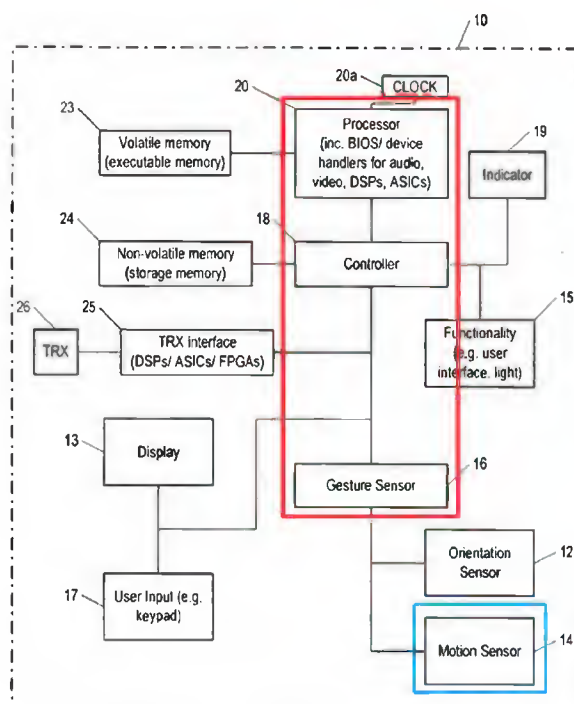 10
20a
CLOCK
20
23
Processor
(inc. BIOS/ device
handlers for audio,
video, DSPs, ASICs)
19
Volatile memory
(executable memory)
Indicator
24
18
Non-volatile memory
(storage memory)
Controller
26
25
15
TRX
TRX interface
(DSPs/ ASICs/ FPGAs)
Functionality
(e.g. user
interface, light)
13
Display
16
Gesture Sensor
Orientation
Sensor
12
17
User Input (e.g.
keypad)
Motion Sensor
14